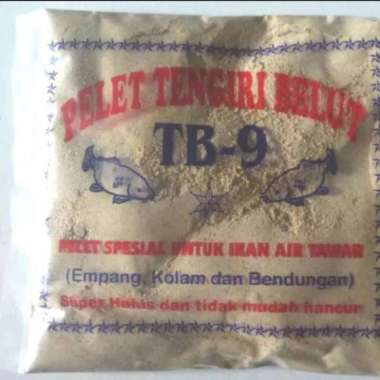 PELET TENGIRI BELUT
TB-9
PELET SPESIAL UNTUK IKAN AIR TAWAR
(Empang, Kolam dan Bendungan)
Super Halus dan tidak mudah hancur